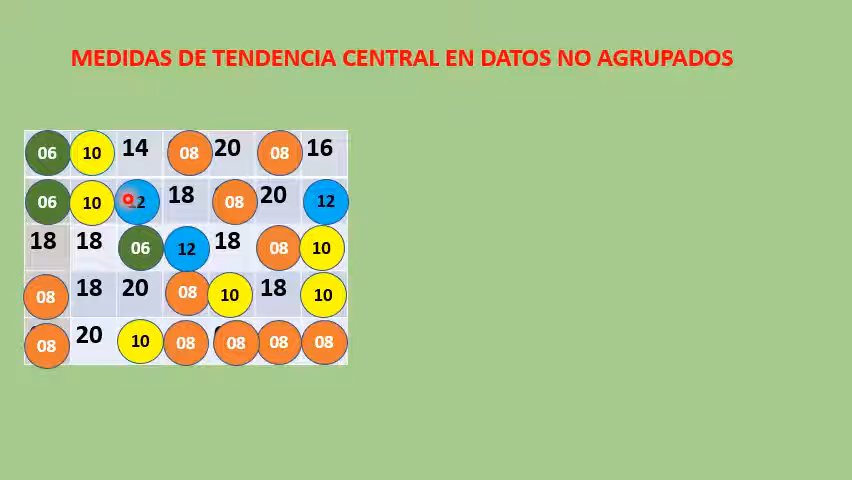 MEDIDAS DE TENDENCIA CENTRAL EN DATOS NO AGRUPADOS
06 10 14 08 20 08 16
06 10 12 18 08 20 12
18 18 06 12 18 08 10
08 18 20 08 10 18 10
08 20 10 08 08 08 08